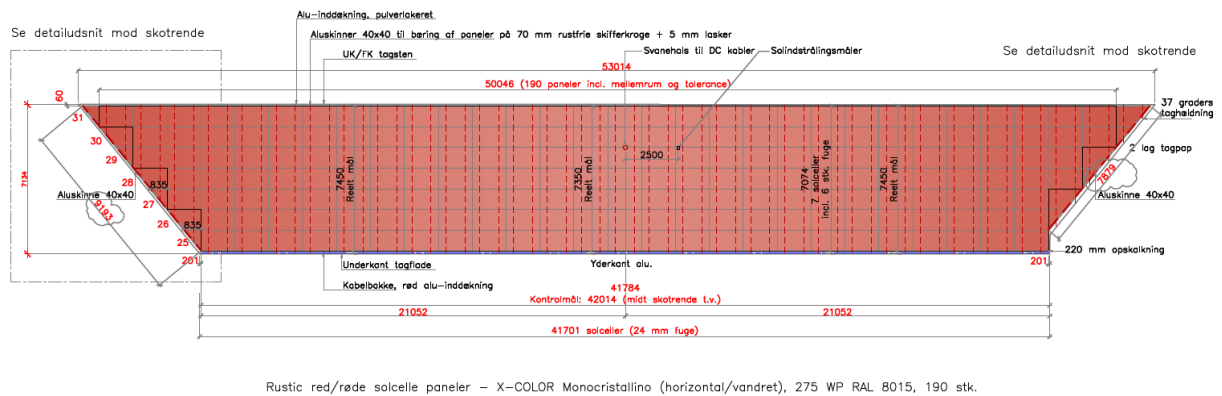 Alu-inddækning, pulverlakeret
Se detailudsnit mod skotrende
Aluskinner 40x40 til bæring af paneler på 70 mm rustfrie skifferkroge + 5 mm lasker
UK/FK tagsten
Svanehals til DC kabler
Solindstrålingsmåler
Se detailudsnit mod skotrende
53014
50046 (190 paneler incl. mellemrum og tolerance)
60
31
30
29
28
27
26
25
7134
835
835
Aluskinne 40x40
9193
201
7450
Reelt mål
7350
Reelt mål
2500
7074
7 solceller
incl. 6 stk. fuge
7450
Reelt mål
37 graders
taghældning
2 lag tagpap
7879
Aluskinne 40x40
220 mm opskalkning
201
Underkant tagflade
Yderkant alu.
Kabelbakke, rød alu-inddækning
41784
Kontrolmål: 42014 (midt skotrende t.v.)
21052
21052
41701 solceller (24 mm fuge)
Rustic red/røde solcelle paneler - X-COLOR Monocristallino (horizontal/vandret), 275 WP RAL 8015, 190 stk.